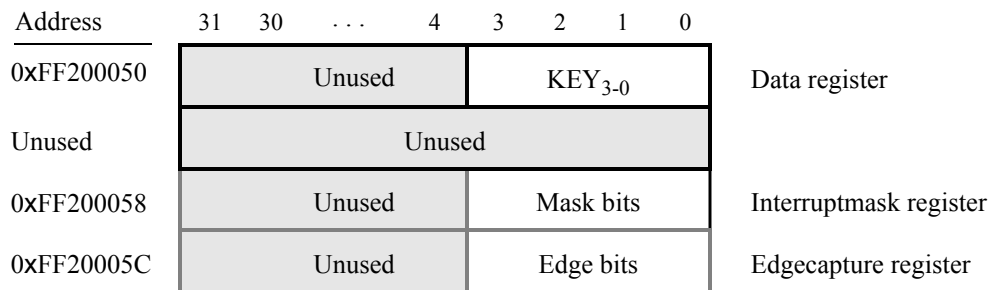 Address 31 30 . . . 4 3 2 1 0
0xFF200050 Unused KEY3-0 Data register
Unused Unused
0xFF200058 Unused Mask bits Interruptmask register
0xFF20005C Unused Edge bits Edgecapture register